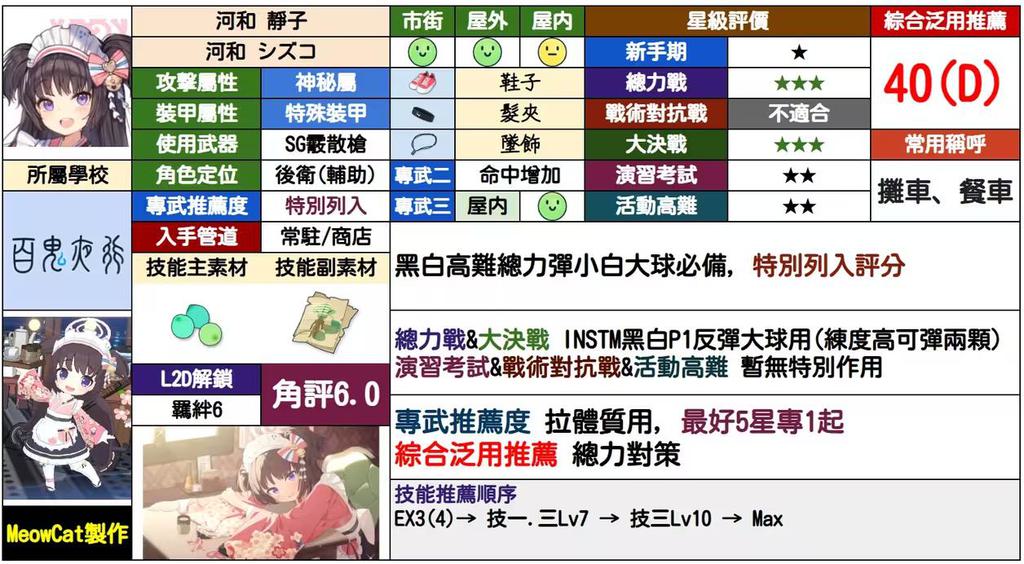 河和 靜子
市街 屋外 屋内
星級評價
綜合泛用推薦
河和 シズコ
新手期 ★
40(D)
攻擊屬性 神秘屬
鞋子
總力戰 ★★★
裝甲屬性 特殊裝甲
髮夾
戰術對抗戰 不適合
使用武器 SG霰散槍
墜飾
大決戰 ★★★
常用稱呼
所屬學校
角色定位 後衛(輔助)
專武二 命中增加
演習考試 ★★
攤車、餐車
百鬼夜行
專武推薦度 特別列入
專武三 屋内
活動高難 ★★
入手管道 常駐/商店
技能主素材 技能副素材
黑白高難總力彈小白大球必備, 特別列入評分
總力戰&大決戰 INSTM黑白P1反彈大球用(練度高可彈兩顆)
演習考試&戰術對抗戰&活動高難 暫無特別作用
L2D解鎖
羈絆6
角評6.0
專武推薦度 拉體質用, 最好5星專1起
綜合泛用推薦 總力對策
技能推薦順序
EX3(4)→ 技一.三Lv7 → 技三Lv10 → Max
MeowCat製作